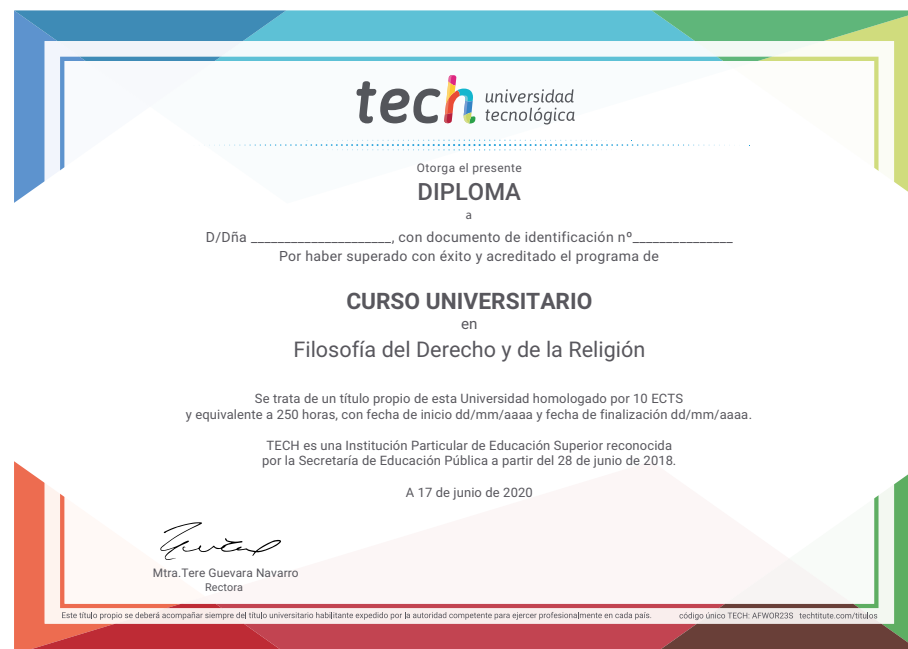 tech universidad
tecnológica
Otorga el presente
DIPLOMA
a
D/Dña ______________________, con documento de identificación nº________________
Por haber superado con éxito y acreditado el programa de
CURSO UNIVERSITARIO
en
Filosofía del Derecho y de la Religión
Se trata de un título propio de esta Universidad homologado por 10 ECTS
y equivalente a 250 horas, con fecha de inicio dd/mm/aaaa y fecha de finalización dd/mm/aaaa.
TECH es una Institución Particular de Educación Superior reconocida
por la Secretaría de Educación Pública a partir del 28 de junio de 2018.
A 17 de junio de 2020
Mtra.Tere Guevara Navarro
Rectora
Este título propio se deberá acompañar siempre del título universitario habilitante expedido por la autoridad competente para ejercer profesionalmente en cada país. código único TECH: AFWOR23S techtitute.com/titulos